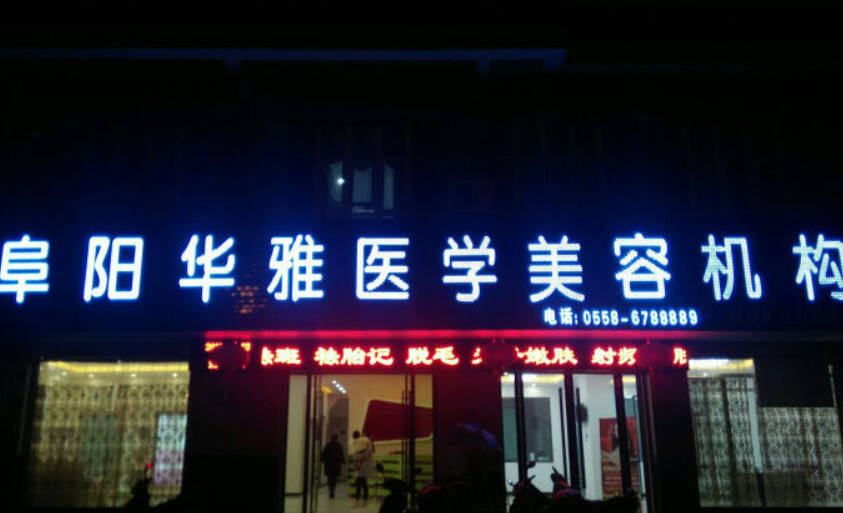 阜阳华雅医学美容机构
电话:0558-6788889
祛斑 祛胎记 脱毛 嫩肤 射频